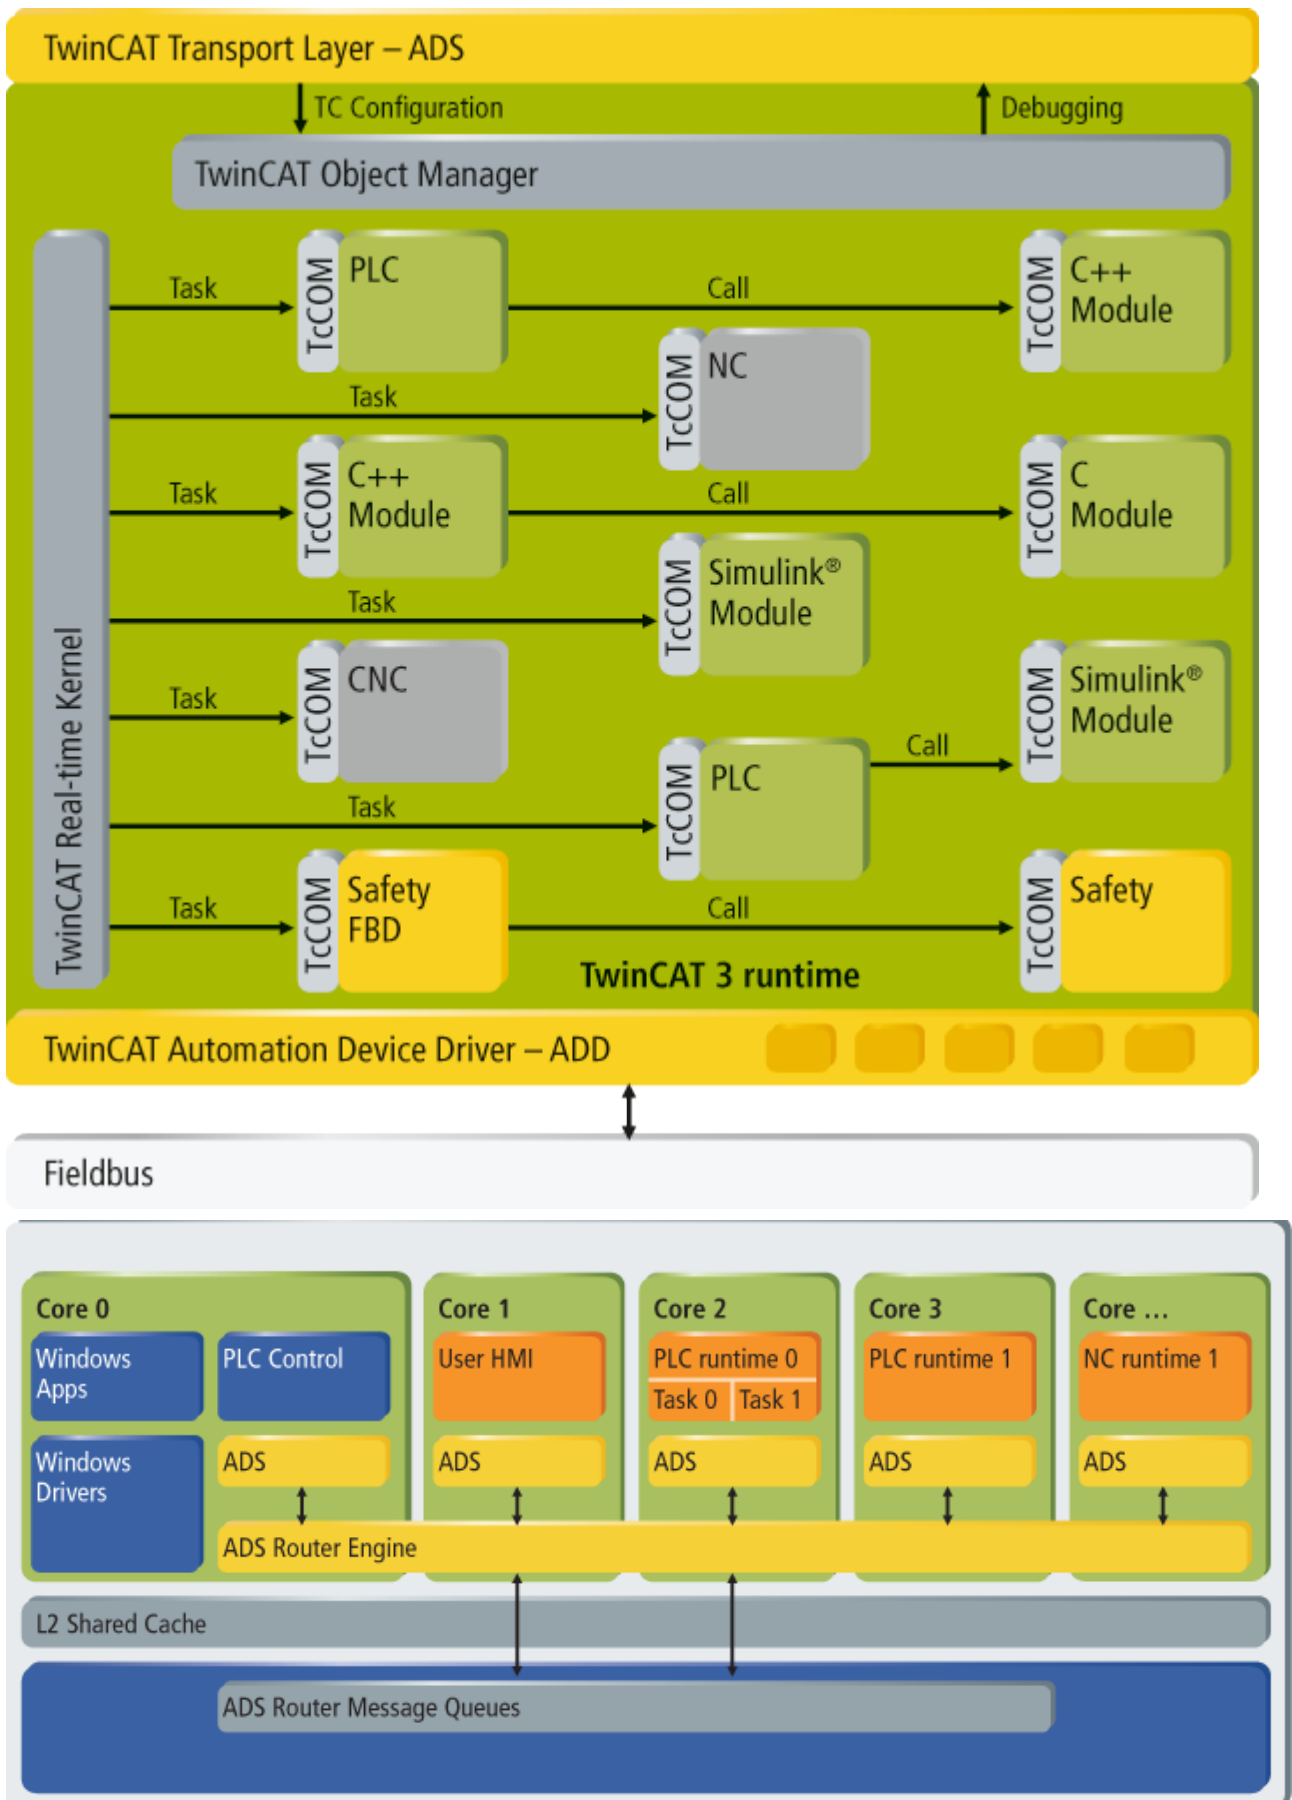 TwinCAT Transport Layer – ADS
TC Configuration
Debugging
TwinCAT Object Manager
TwinCAT Real-time Kernel
Task
TcCOM
PLC
Call
TcCOM
C++
Module
Task
TcCOM
NC
Task
TcCOM
C++
Module
Call
TcCOM
C
Module
Task
TcCOM
Simulink®
Module
Task
TcCOM
CNC
TcCOM
Simulink®
Module
Task
TcCOM
PLC
Call
Task
TcCOM
Safety
FBD
Call
TcCOM
Safety
TwinCAT 3 runtime
TwinCAT Automation Device Driver – ADD
Fieldbus
Core 0
Windows
Apps
PLC Control
Windows
Drivers
ADS
Core 1
User HMI
ADS
Core 2
PLC runtime 0
Task 0
Task 1
ADS
Core 3
PLC runtime 1
ADS
Core ...
NC runtime 1
ADS
ADS Router Engine
L2 Shared Cache
ADS Router Message Queues